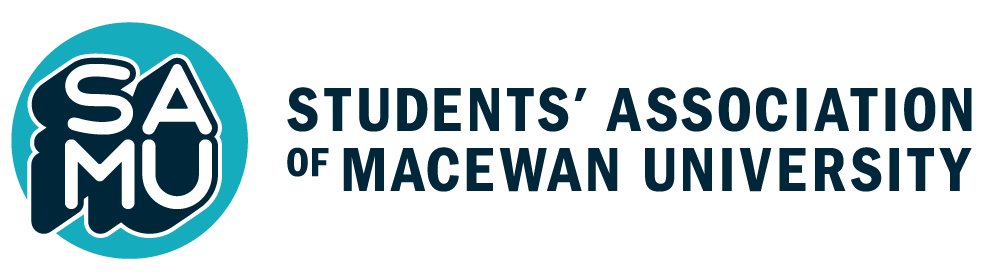 SA
MU
STUDENTS’ ASSOCIATION
OF MACEWAN UNIVERSITY